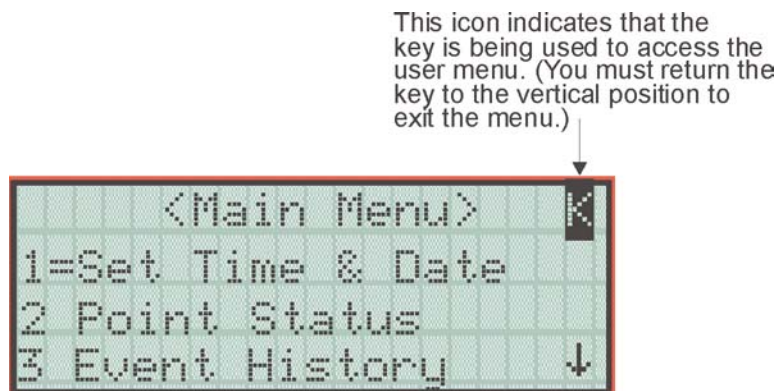 This icon indicates that the
key is being used to access the
user menu. (You must return the
key to the vertical position to
exit the menu.)
<Main Menu> K
1=Set Time & Date
2 Point Status
3 Event History ↓